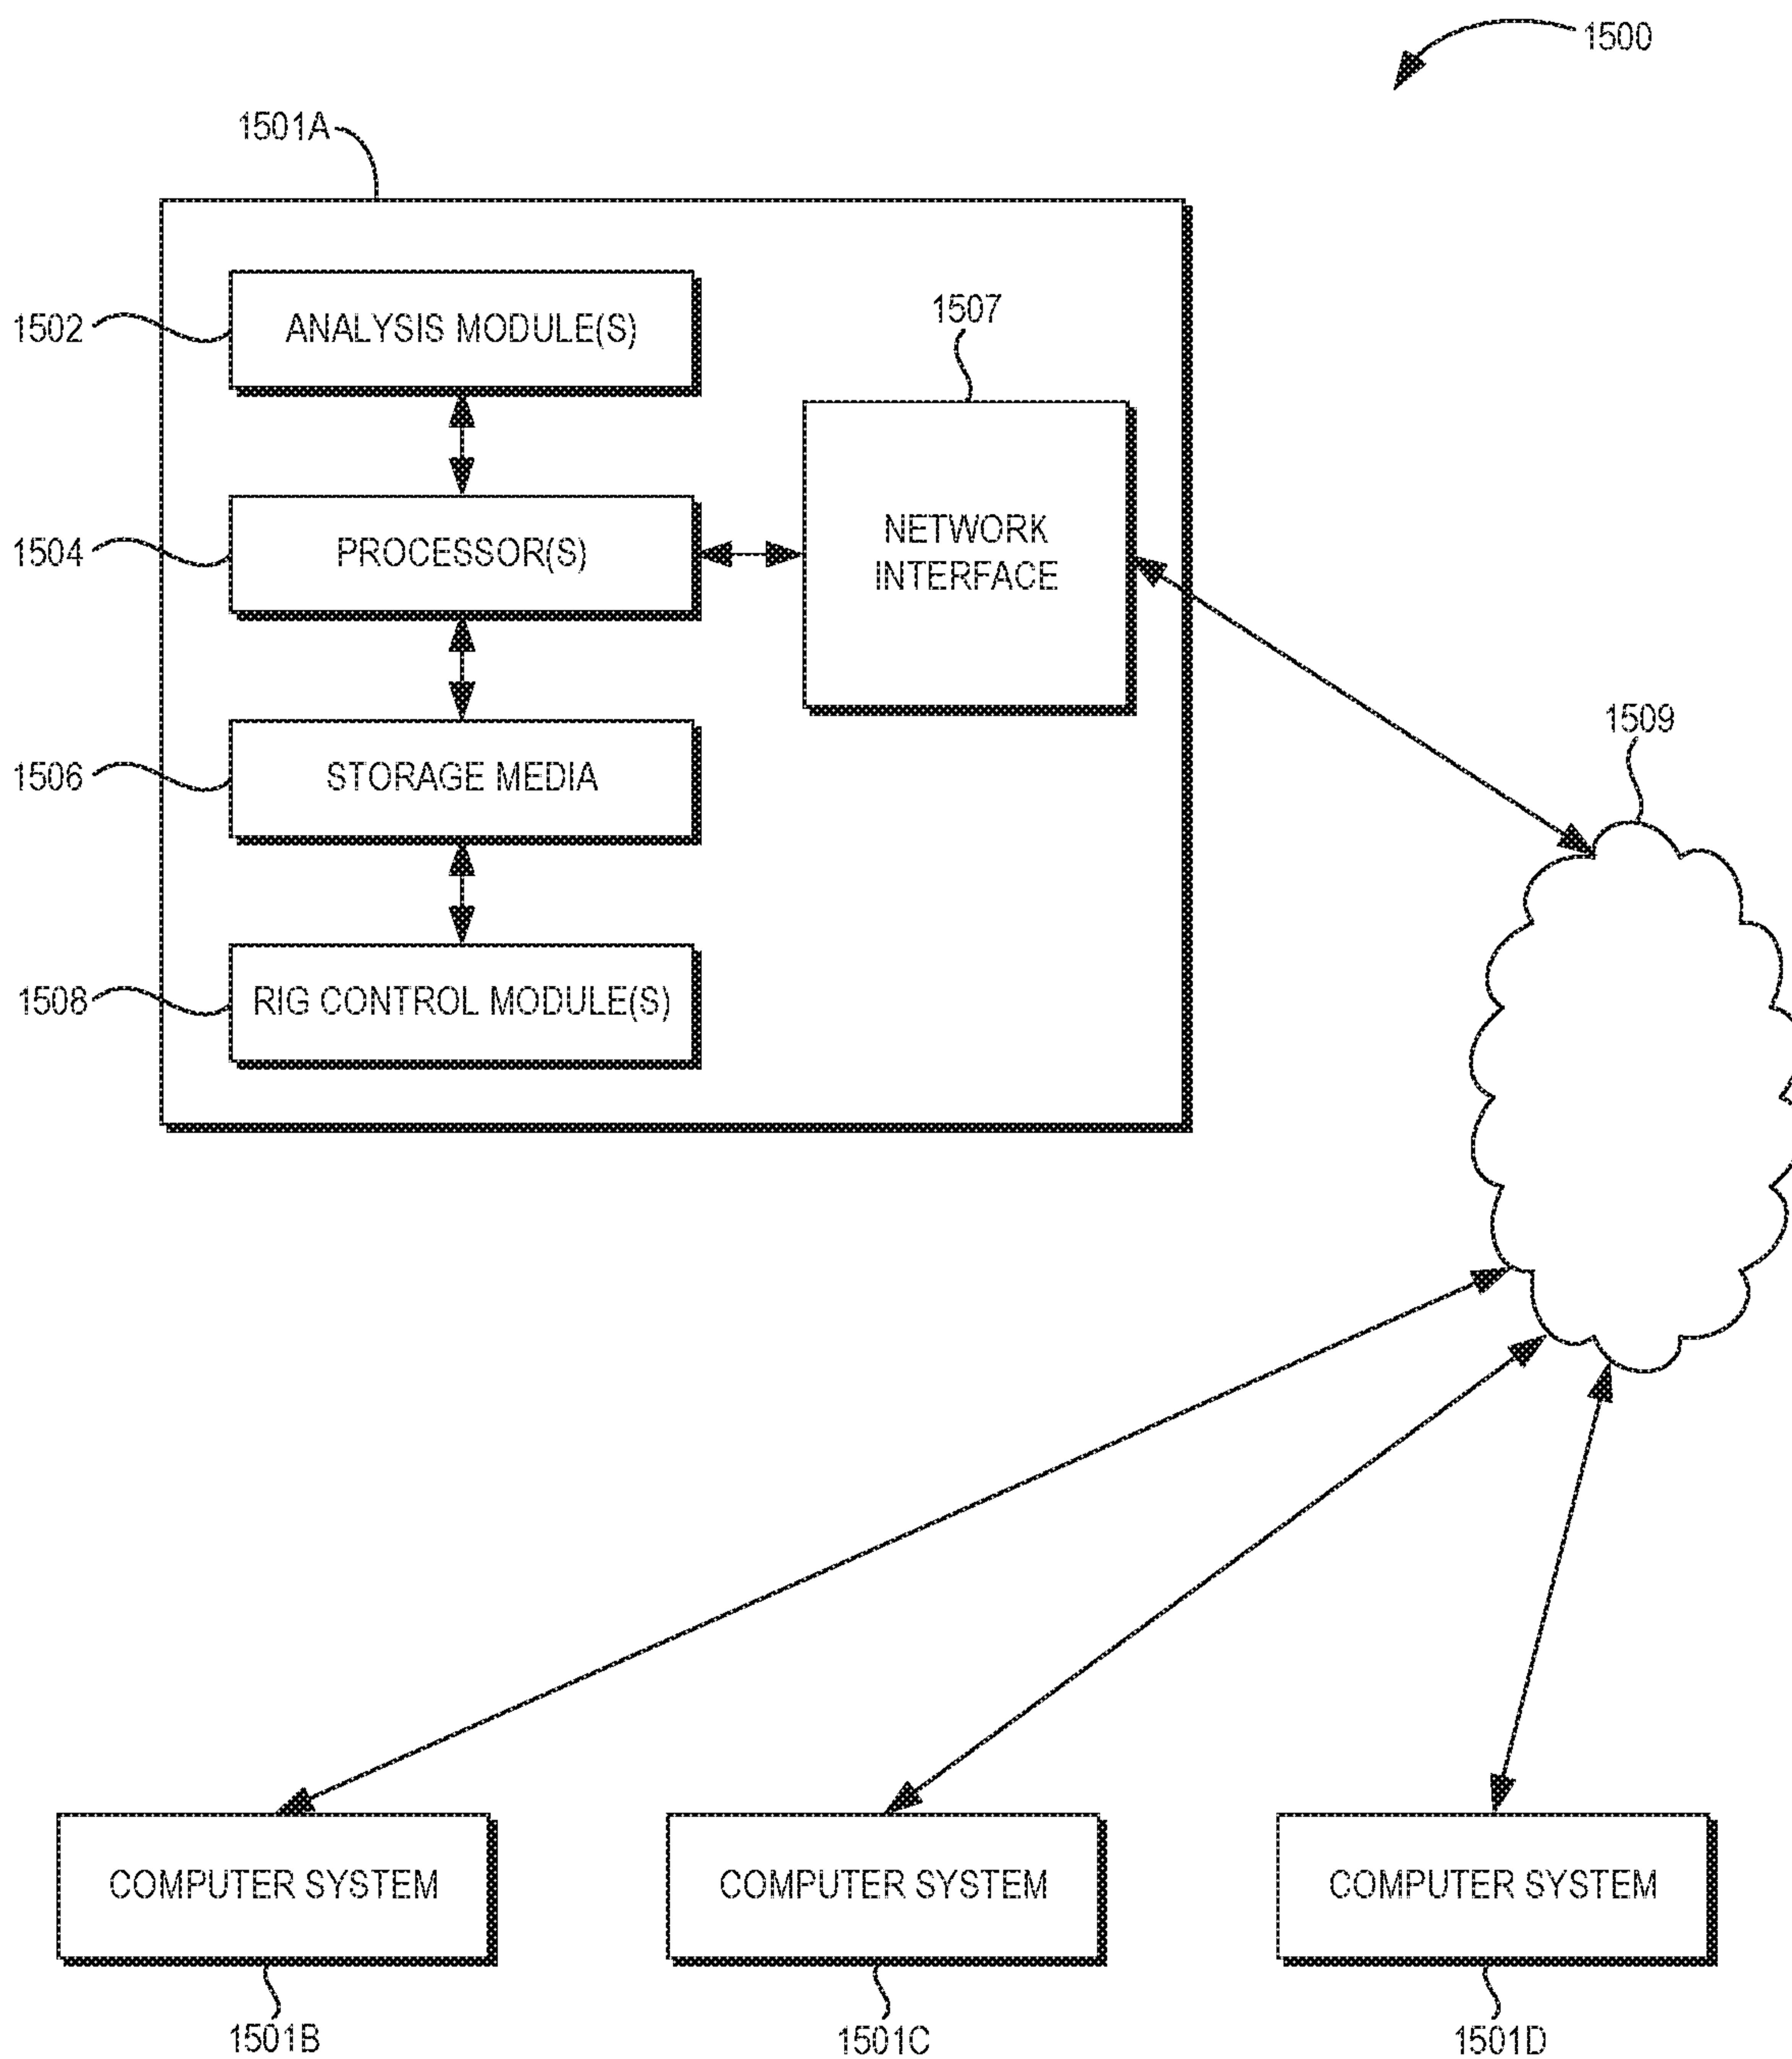 1500
1501A
1502
ANALYSIS MODULE(S)
1507
1504
PROCESSOR(S)
NETWORK
INTERFACE
1506
STORAGE MEDIA
1509
1508
RIG CONTROL MODULE(S)
COMPUTER SYSTEM
COMPUTER SYSTEM
COMPUTER SYSTEM
1501B
1501C
1501D